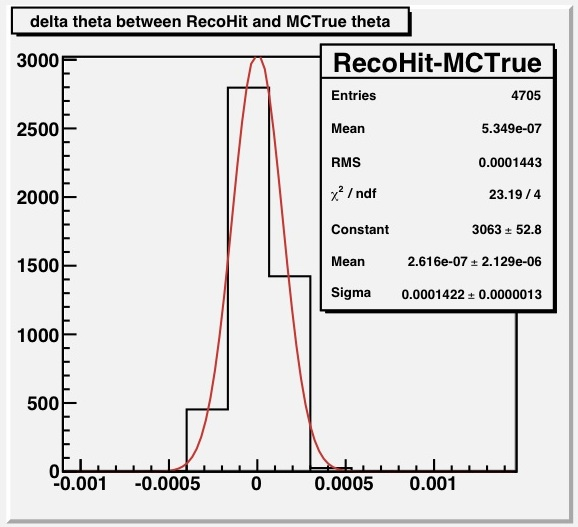 delta theta between RecoHit and MCTrue theta
RecoHit-MCTrue
Entries 4705
Mean 5.349e-07
RMS 0.0001443
χ² / ndf 23.19 / 4
Constant 3063 ± 52.8
Mean 2.616e-07 ± 2.129e-06
Sigma 0.0001422 ± 0.0000013
3000
2500
2000
1500
1000
500
0
-0.001 -0.0005 0 0.0005 0.001